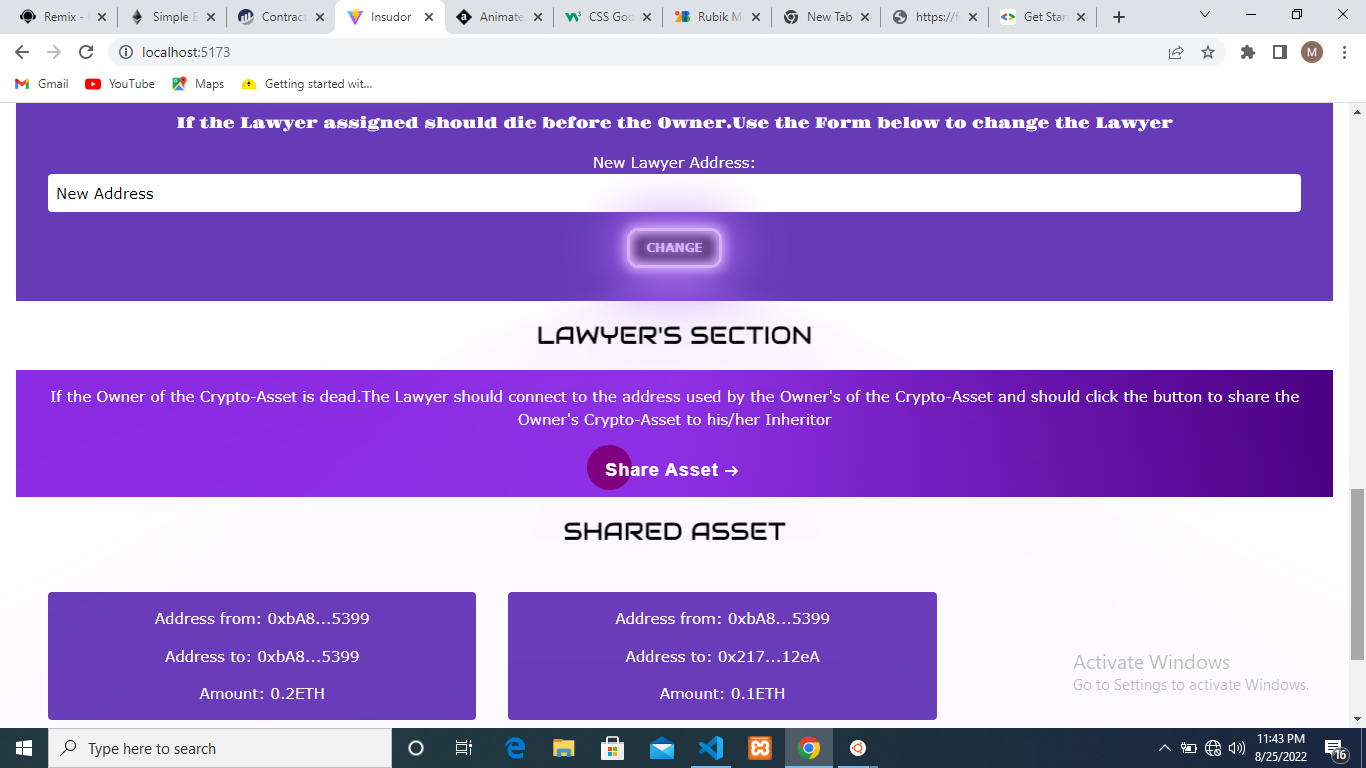 Remix -
Simple E
Contract
Insudor
Animate
CSS Goo
Rubik M
New Tab
https://f
Get Star
localhost:5173
M
Gmail
YouTube
Maps
Getting started wit...
If the Lawyer assigned should die before the Owner.Use the Form below to change the Lawyer
New Lawyer Address:
New Address
CHANGE
LAWYER'S SECTION
If the Owner of the Crypto-Asset is dead.The Lawyer should connect to the address used by the Owner's of the Crypto-Asset and should click the button to share the
Owner's Crypto-Asset to his/her Inheritor
Share Asset →
SHARED ASSET
Address from: 0xbA8...5399
Address to: 0xbA8...5399
Amount: 0.2ETH
Address from: 0xbA8...5399
Address to: 0x217...12eA
Amount: 0.1ETH
Activate Windows
Go to Settings to activate Windows.
Type here to search
11:43 PM
8/25/2022
16